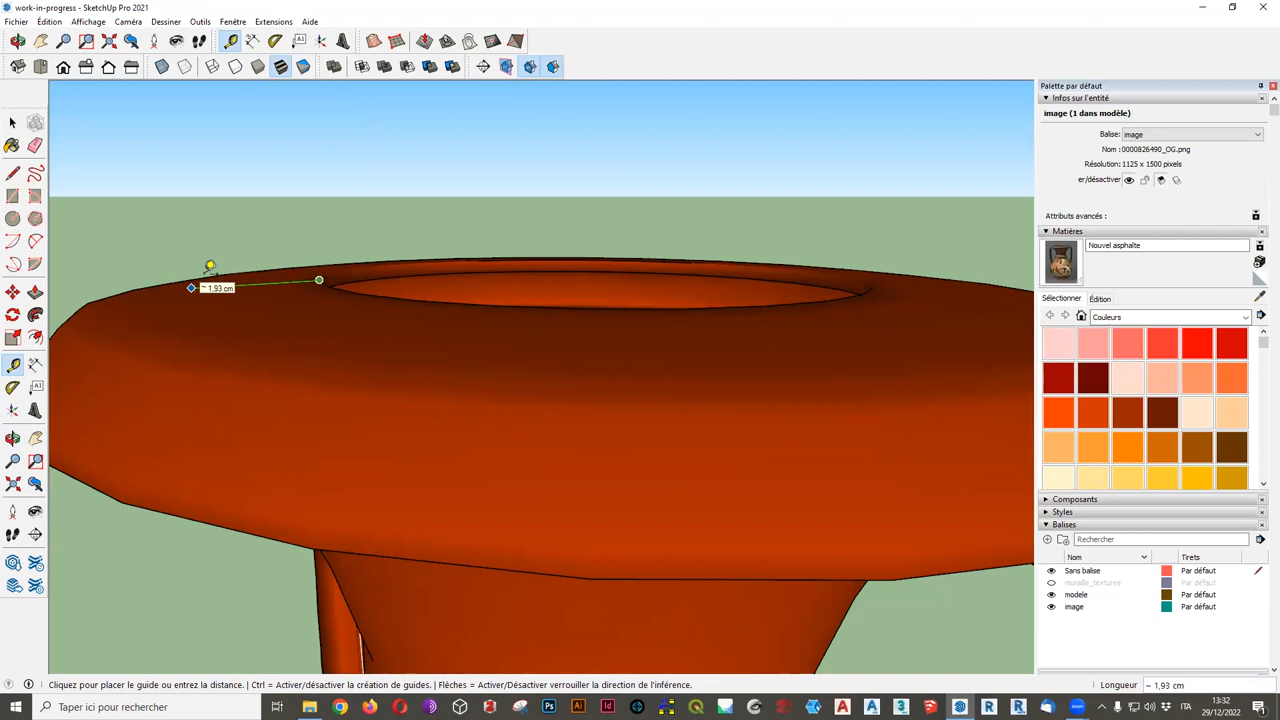 work-in-progress - SketchUp Pro 2021
Fichier Édition Affichage Caméra Dessiner Outils Fenêtre Extensions Aide
Palette par défaut
Infos sur l'entité
image (1 dans modèle)
Balise: image
Nom :0000826490_OG.png
Résolution: 1125 x 1500 pixels
er/désactiver
Attributs avancés :
Matières
Nouvel asphalte
Sélectionner Édition
Couleurs
~ 1,93 cm
Composants
Styles
Balises
Rechercher
Nom Tirets
Sans balise Par défaut
muraille_texturee Par défaut
modele Par défaut
image Par défaut
Cliquez pour placer le guide ou entrez la distance. | Ctrl = Activer/désactiver la création de guides. | Flèches = Activer/Désactiver verrouiller la direction de l'inférence.
Longueur ~ 1,93 cm
Taper ici pour rechercher
ITA
13:32
29/12/2022